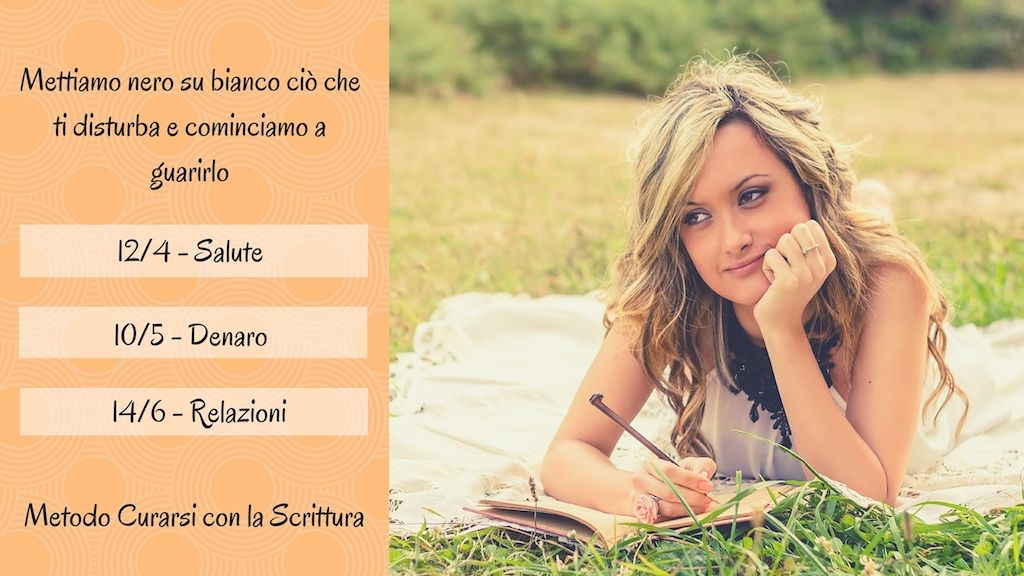 Mettiamo nero su bianco ciò che
ti disturba e cominciamo a
guarirlo
12/4 - Salute
10/5 - Denaro
14/6 - Relazioni
Metodo Curarsi con la Scrittura